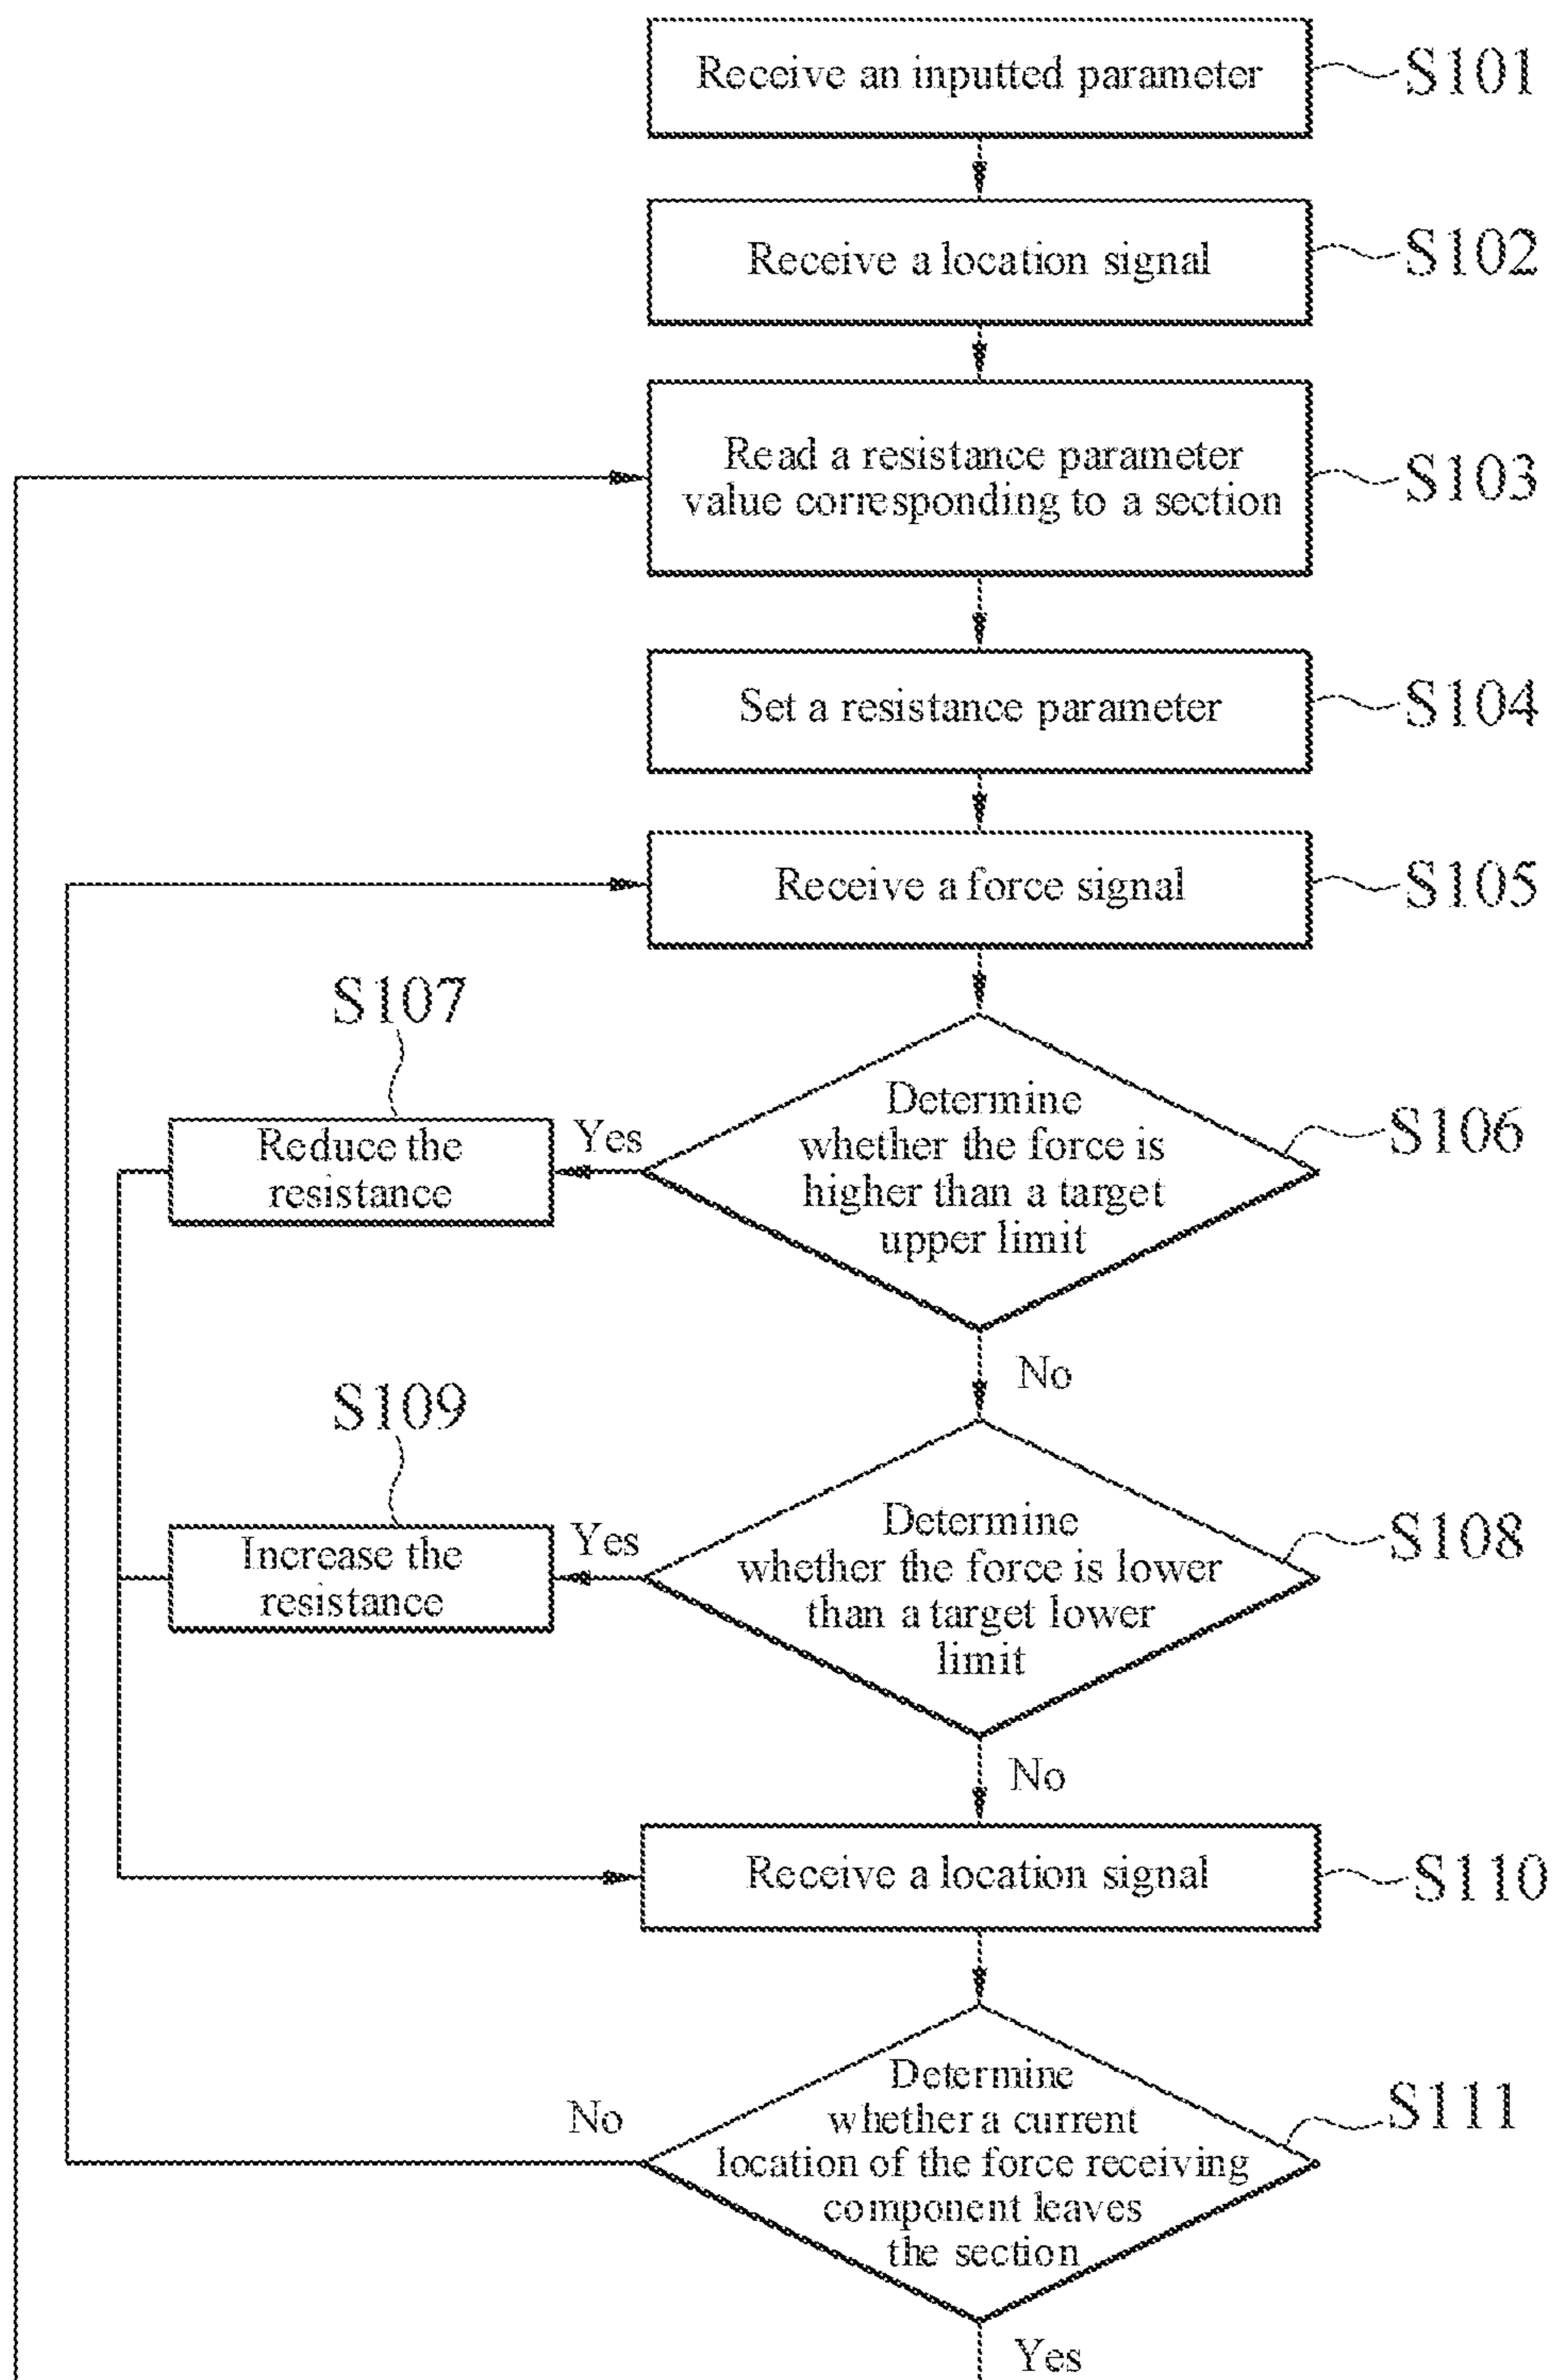 Receive an inputted parameter
S101
Receive a location signal
S102
Read a resistance parameter
value corresponding to a section
S103
Set a resistance parameter
S104
Receive a force signal
S105
S107
Reduce the
resistance
Yes
Determine
whether the force is
higher than a target
upper limit
S106
No
S109
Increase the
resistance
Yes
Determine
whether the force is lower
than a target lower
limit
S108
No
Receive a location signal
S110
No
Determine
whether a current
location of the force receiving
component leaves
the section
S111
Yes